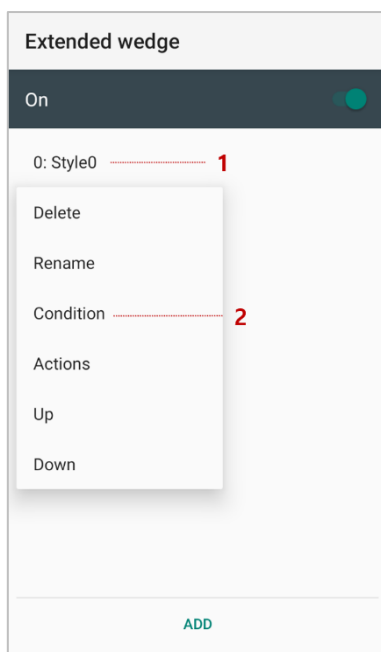 Extended wedge
On
0: Style0 1
Delete
Rename
Condition 2
Actions
Up
Down
ADD